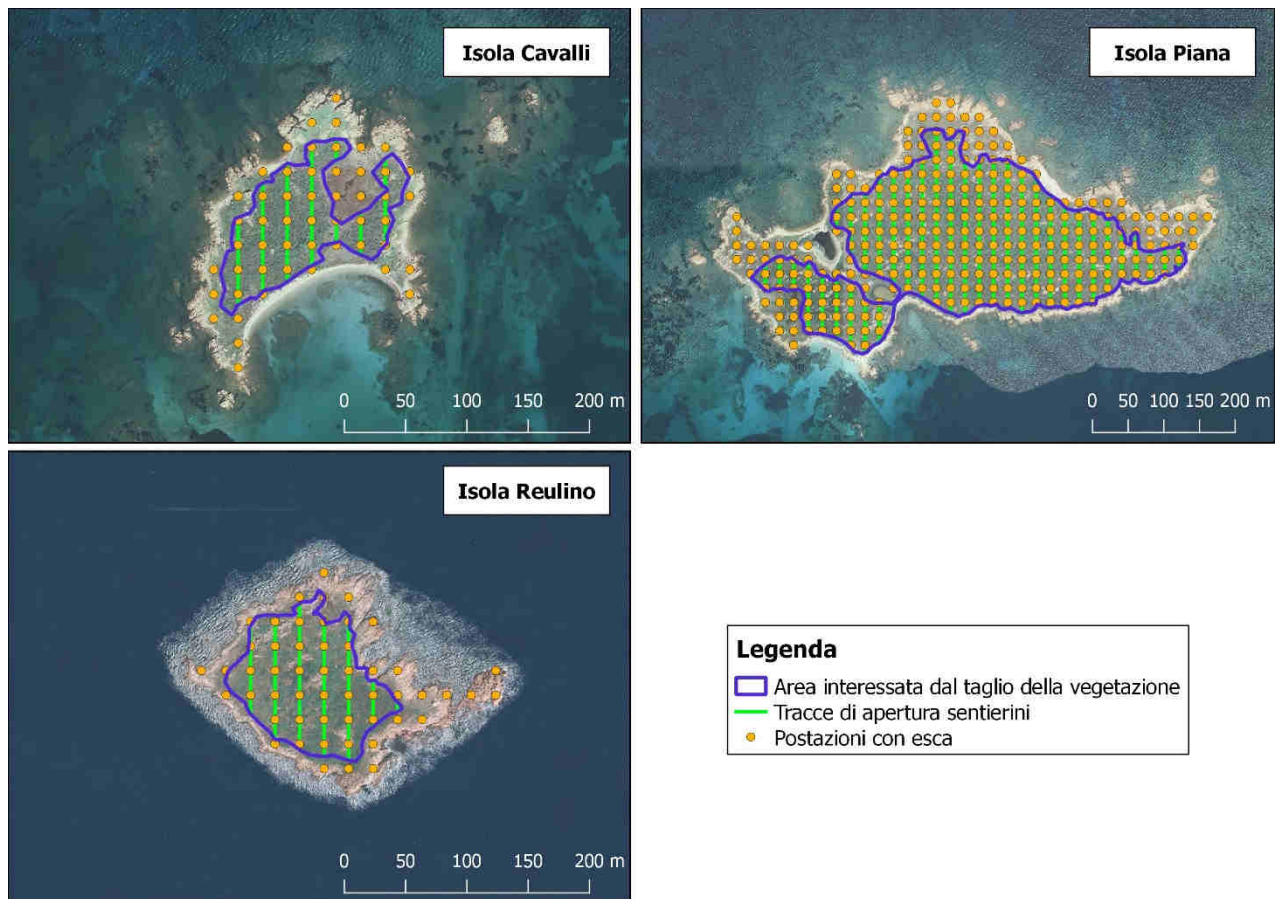 Isola Cavalli
0 50 100 150 200 m
Isola Piana
0 50 100 150 200 m
Isola Reulino
0 50 100 150 200 m
Legenda
Area interessata dal taglio della vegetazione
Tracce di apertura sentierini
Postazioni con esca